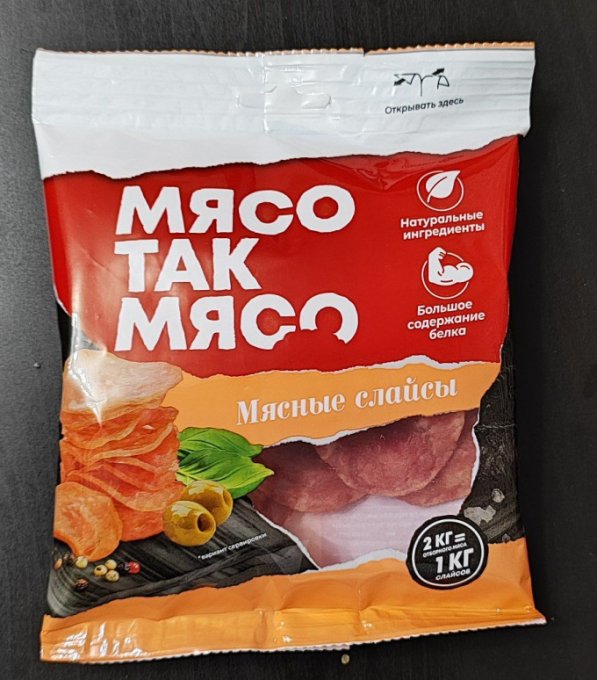 Открывать здесь
МЯСО
ТАК
МЯСО
Натуральные
ингредиенты
Большое
содержание
белка
Мясные слайсы
*вариант сервировки
2 КГ=
ОТБОРНОГО МЯСА
1 КГ
СЛАЙСОВ